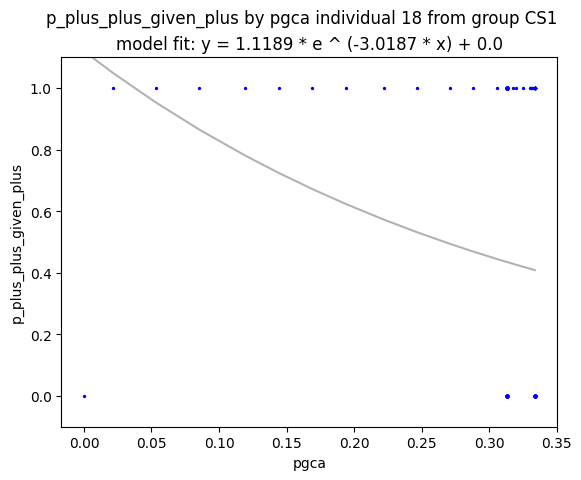 p_plus_plus_given_plus by pgca individual 18 from group CS1
model fit: y = 1.1189 * e ^ (-3.0187 * x) + 0.0
1.0
0.8
0.6
0.4
0.2
0.0
p_plus_plus_given_plus
0.00 0.05 0.10 0.15 0.20 0.25 0.30 0.35
pgca